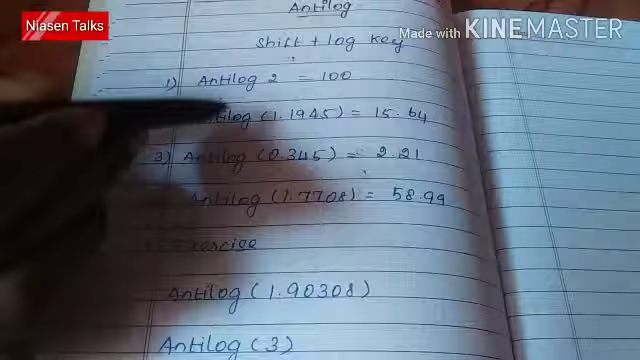 Niasen Talks
Made with KINEMASTER
Antilog
Shift + log key
1) Antilog 2 = 100
(1.1945) = 15.64
3) Antilog (0.345) = 2.21
Antilog (1.7708) = 58.99
Exercise
Antilog (1.90308)
Antilog (3)